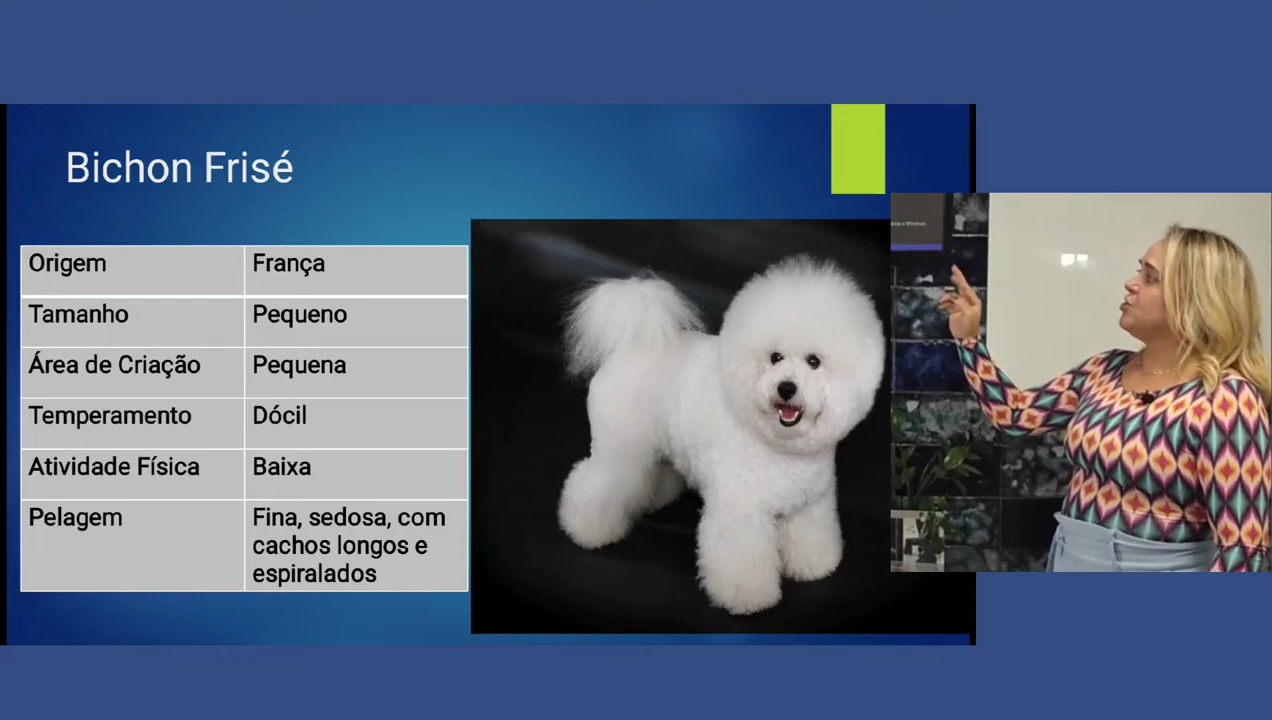 Bichon Frisé
Origem França
Tamanho Pequeno
Área de Criação Pequena
Temperamento Dócil
Atividade Física Baixa
Pelagem Fina, sedosa, com
cachos longos e
espiralados